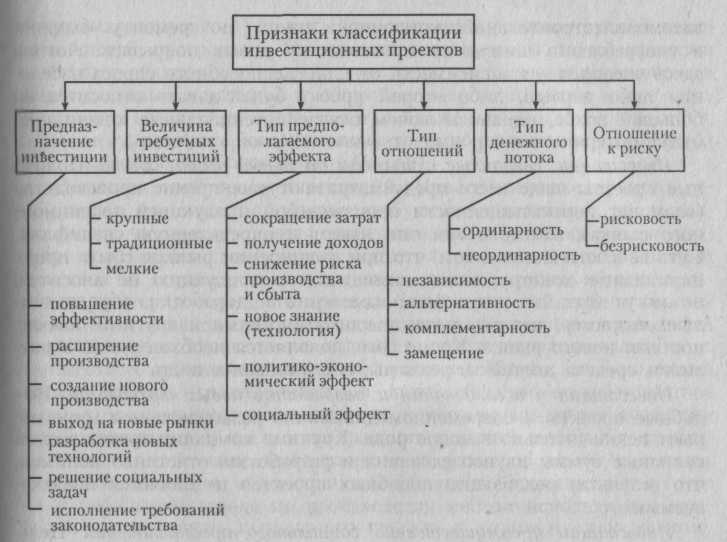 Признаки классификации
инвестиционных проектов
Предназ-
начение
инвестиции
Величина
требуемых
инвестиций
Тип предпо-
лагаемого
эффекта
Тип
отношений
Тип
денежного
потока
Отношение
к риску
повышение
эффективности
расширение
производства
создание нового
производства
выход на новые рынки
разработка новых
технологий
решение социальных
задач
исполнение требований
законодательства
крупные
традиционные
мелкие
сокращение затрат
получение доходов
снижение риска
производства
и сбыта
новое знание
(технология)
политико-эконо-
мический эффект
социальный эффект
независимость
альтернативность
комплементарность
замещение
ординарность
неординарность
рисковость
безрисковость